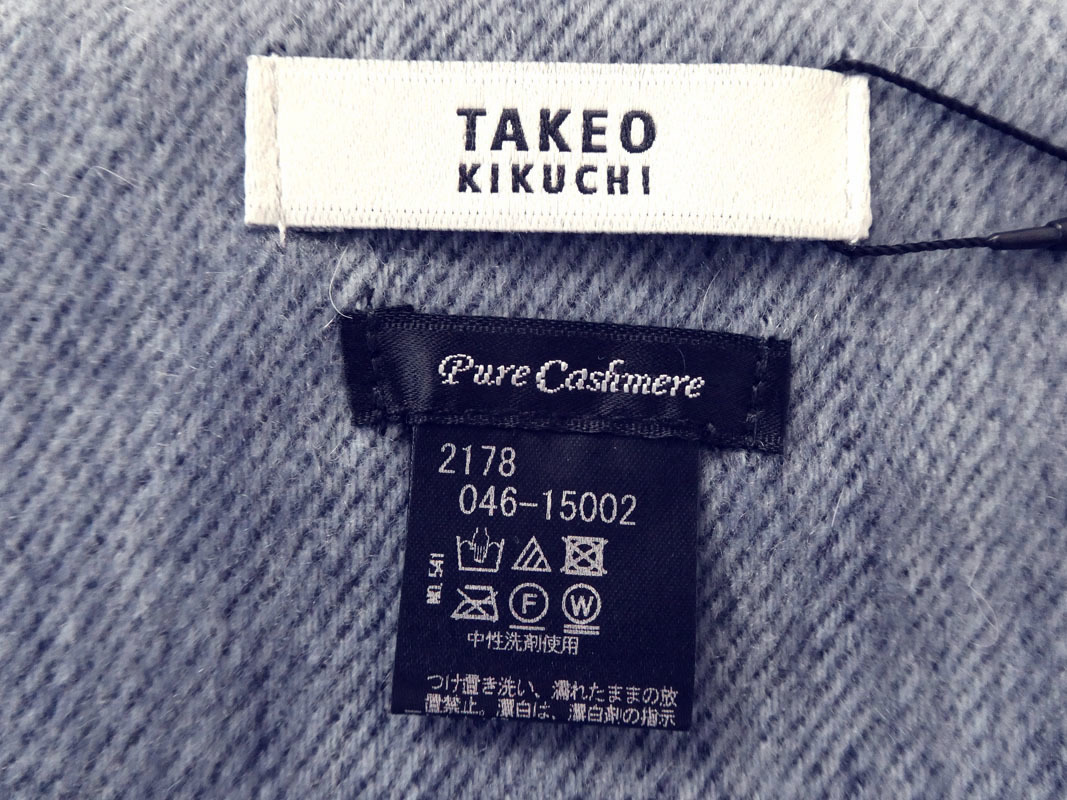 TAKEO
KIKUCHI
Pure Cashmere
2178
046-15002
NO. 541
F W
中性洗剤使用
つけ置き洗い、濡れたままの放
置禁止。漂白は、漂白剤の指示